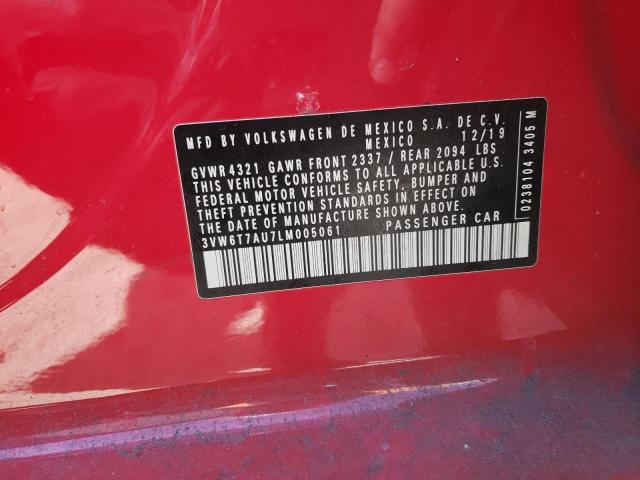 MFD BY VOLKSWAGEN DE MEXICO S.A. DE C.V.
MEXICO 12/19
GVWR 4321 GAWR FRONT 2337 / REAR 2094 LBS
THIS VEHICLE CONFORMS TO ALL APPLICABLE U.S.
FEDERAL MOTOR VEHICLE SAFETY, BUMPER AND
THEFT PREVENTION STANDARDS IN EFFECT ON
THE DATE OF MANUFACTURE SHOWN ABOVE.
3VW6T7AU7LM005061 PASSENGER CAR
0238104 3405 M